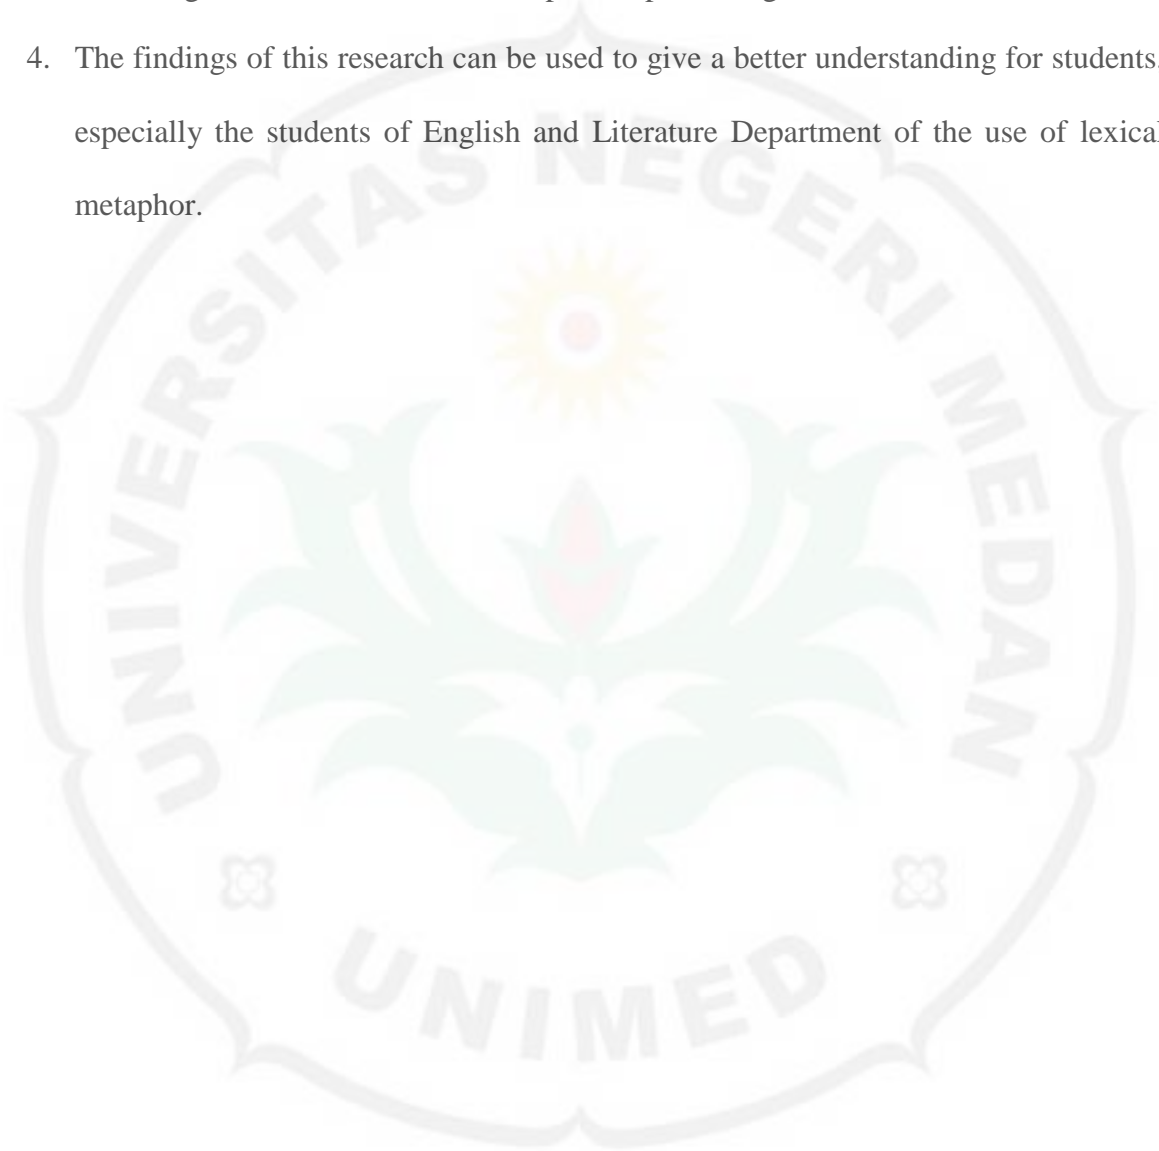 4. The findings of this research can be used to give a better understanding for students,
especially the students of English and Literature Department of the use of lexical
metaphor.
UNIVERSITAS NEGERI MEDAN
UNIMED